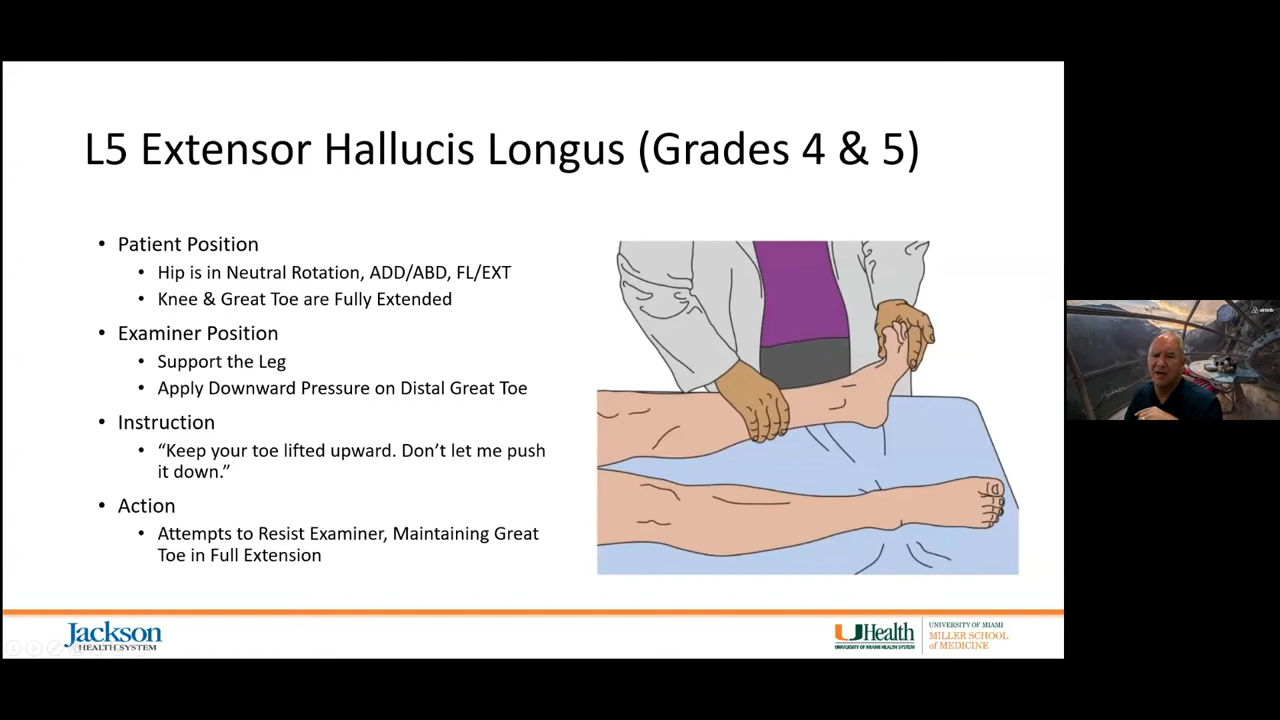 L5 Extensor Hallucis Longus (Grades 4 & 5)
• Patient Position
• Hip is in Neutral Rotation, ADD/ABD, FL/EXT
• Knee & Great Toe are Fully Extended
• Examiner Position
• Support the Leg
• Apply Downward Pressure on Distal Great Toe
• Instruction
• “Keep your toe lifted upward. Don’t let me push
it down.”
• Action
• Attempts to Resist Examiner, Maintaining Great
Toe in Full Extension
airbnb
Jackson
HEALTH SYSTEM
UHealth
UNIVERSITY OF MIAMI HEALTH SYSTEM
UNIVERSITY OF MIAMI
MILLER SCHOOL
of MEDICINE